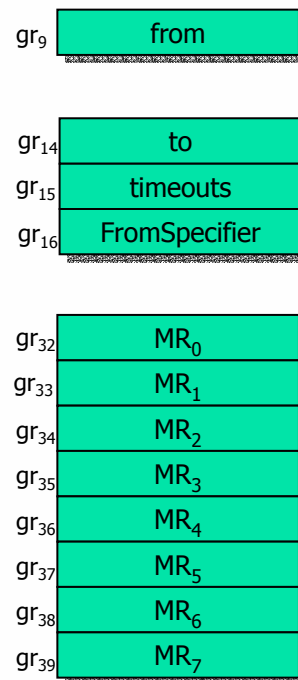 gr9 from
gr14 to
gr15 timeouts
gr16 FromSpecifier
gr32 MR0
gr33 MR1
gr34 MR2
gr35 MR3
gr36 MR4
gr37 MR5
gr38 MR6
gr39 MR7